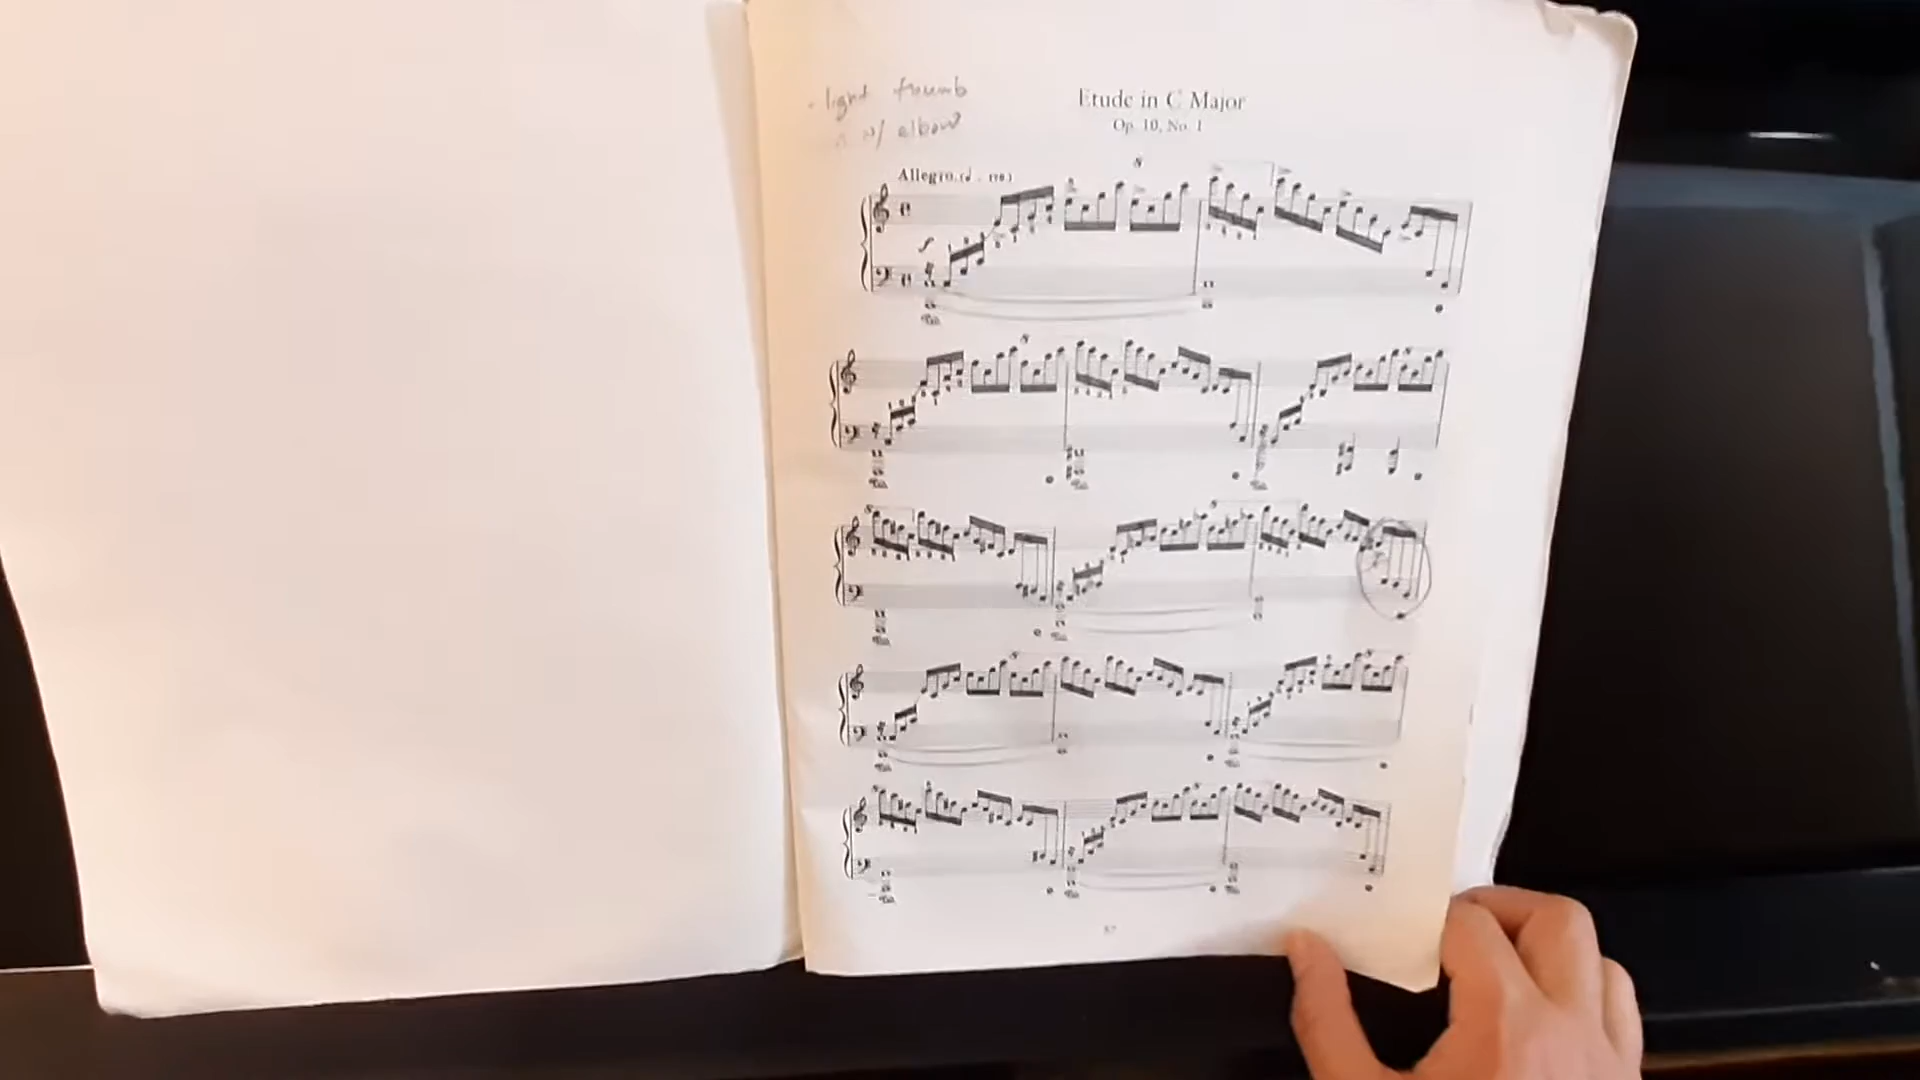 light thumb
w/ elbow
Etude in C Major
Op. 10, No. 1
Allegro.